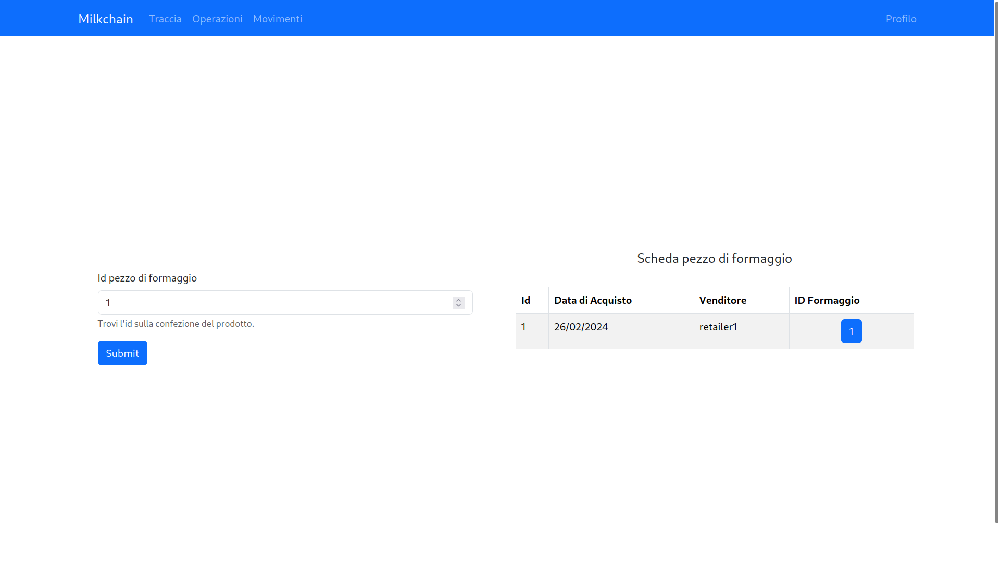 Milkchain Traccia Operazioni Movimenti Profilo
Id pezzo di formaggio
1
Trovi l'id sulla confezione del prodotto.
Submit
Scheda pezzo di formaggio
Id Data di Acquisto Venditore ID Formaggio
1 26/02/2024 retailer1 1